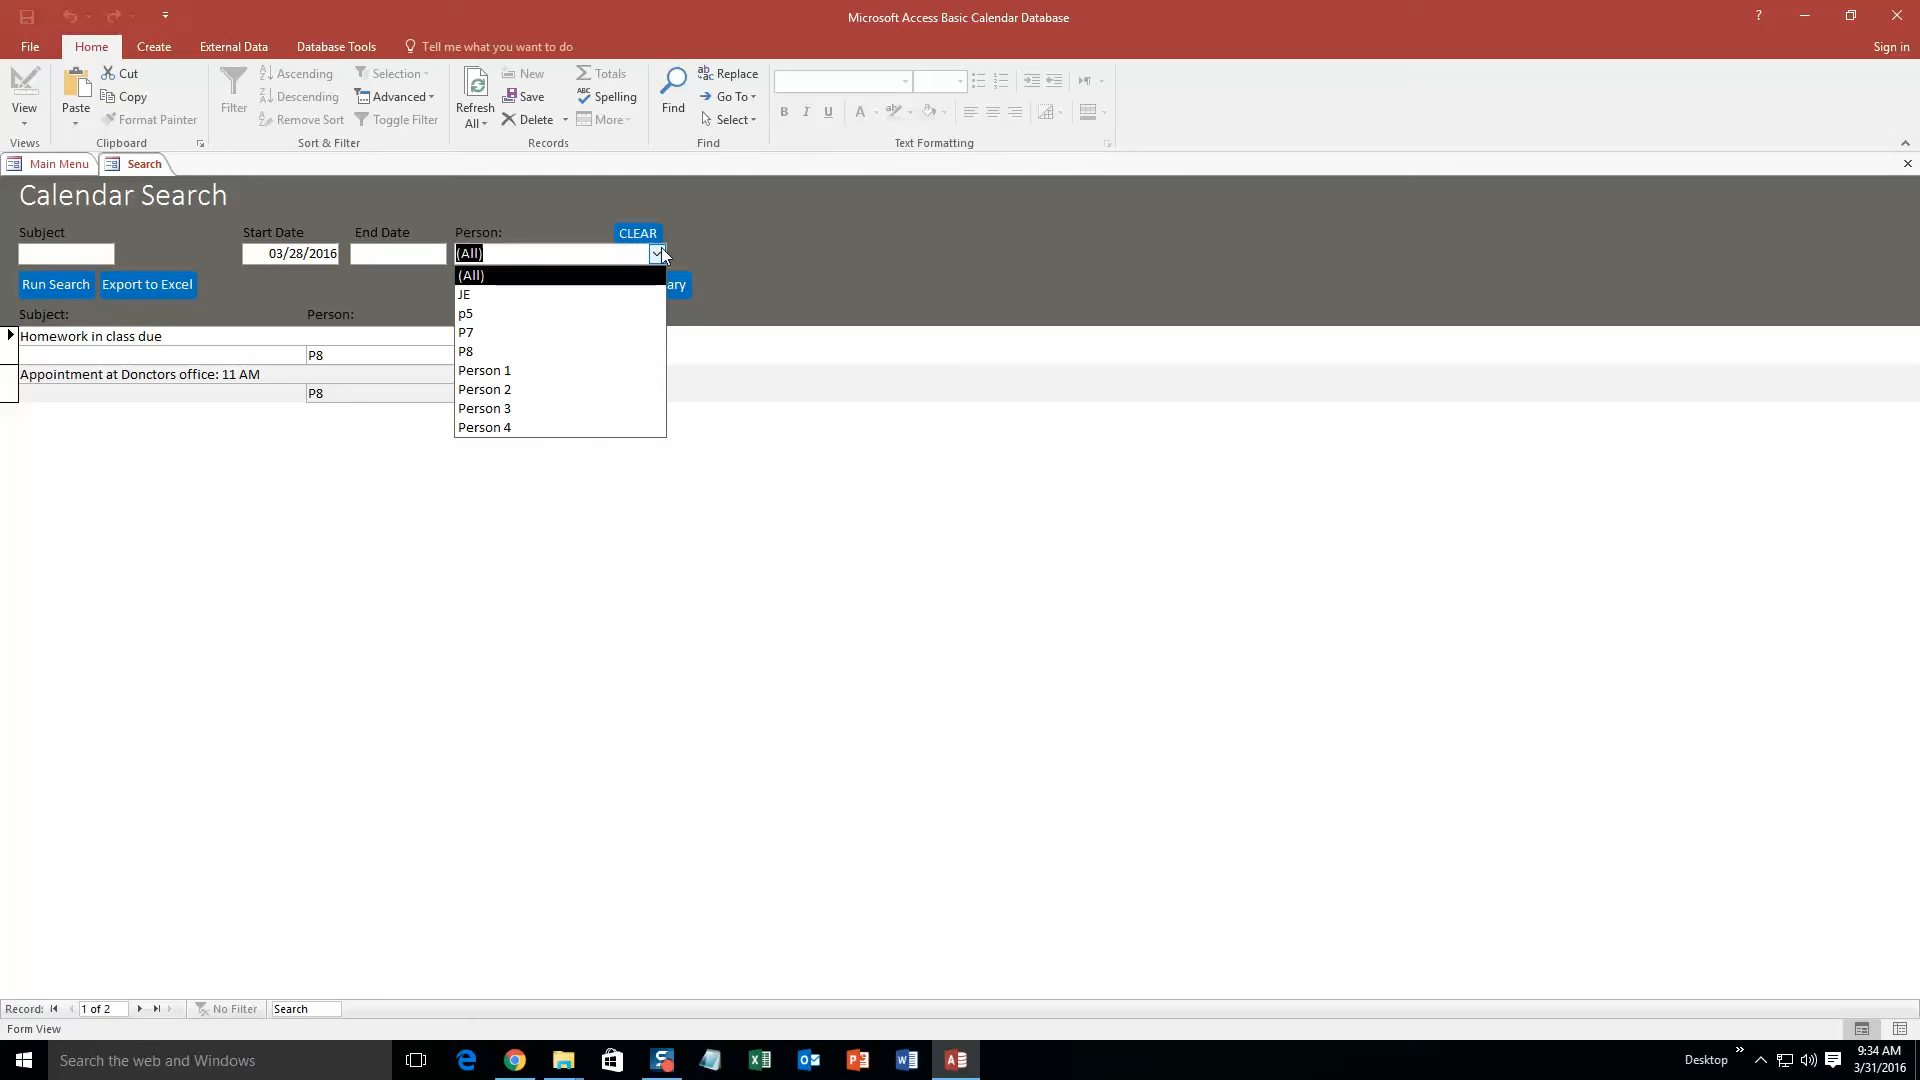 Microsoft Access Basic Calendar Database
?
File Home Create External Data Database Tools Tell me what you want to do Sign in
View
Views
Paste
Cut
Copy
Format Painter
Clipboard
Filter
Ascending
Descending
Remove Sort
Selection
Advanced
Toggle Filter
Sort & Filter
Refresh All
New
Save
Delete
Totals
Spelling
More
Records
Find
Replace
Go To
Select
Find
B I U A
Text Formatting
Main Menu Search
Calendar Search
Subject Start Date End Date Person: CLEAR
03/28/2016 (All)
Run Search Export to Excel ary
(All)
JE
p5
P7
P8
Person 1
Person 2
Person 3
Person 4
Subject: Person:
Homework in class due
P8
Appointment at Donctors office: 11 AM
P8
Record: 1 of 2 No Filter Search
Form View
Search the web and Windows
Desktop
9:34 AM
3/31/2016